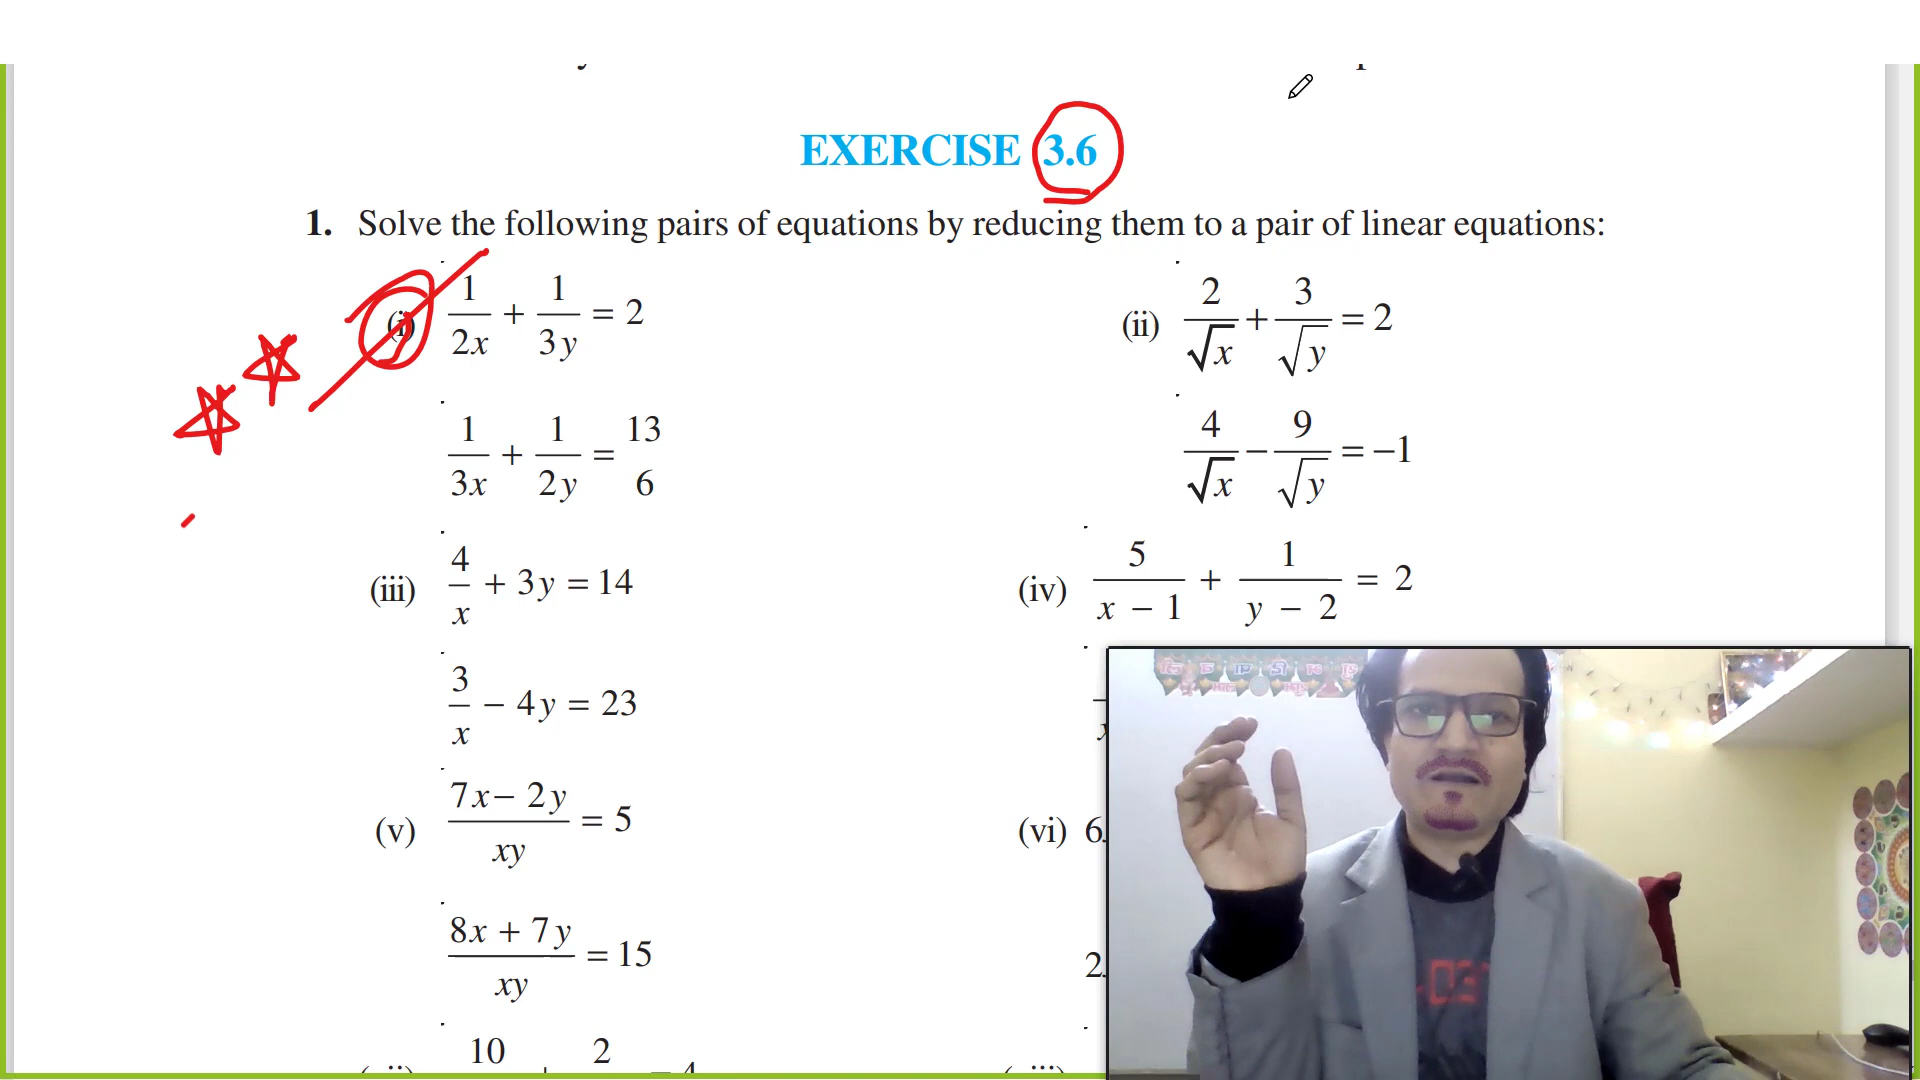 EXERCISE 3.6
1. Solve the following pairs of equations by reducing them to a pair of linear equations:
(i) 1/2x + 1/3y = 2
1/3x + 1/2y = 13/6
(ii) 2/√x + 3/√y = 2
4/√x − 9/√y = −1
(iii) 4/x + 3y = 14
3/x − 4y = 23
(iv) 5/(x − 1) + 1/(y − 2) = 2
(v) (7x − 2y)/xy = 5
(8x + 7y)/xy = 15
(vi) 6
2
10 2